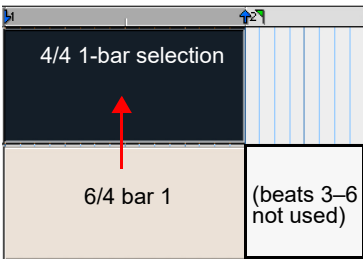 1
2
4/4 1-bar selection
6/4 bar 1
(beats 3–6
not used)